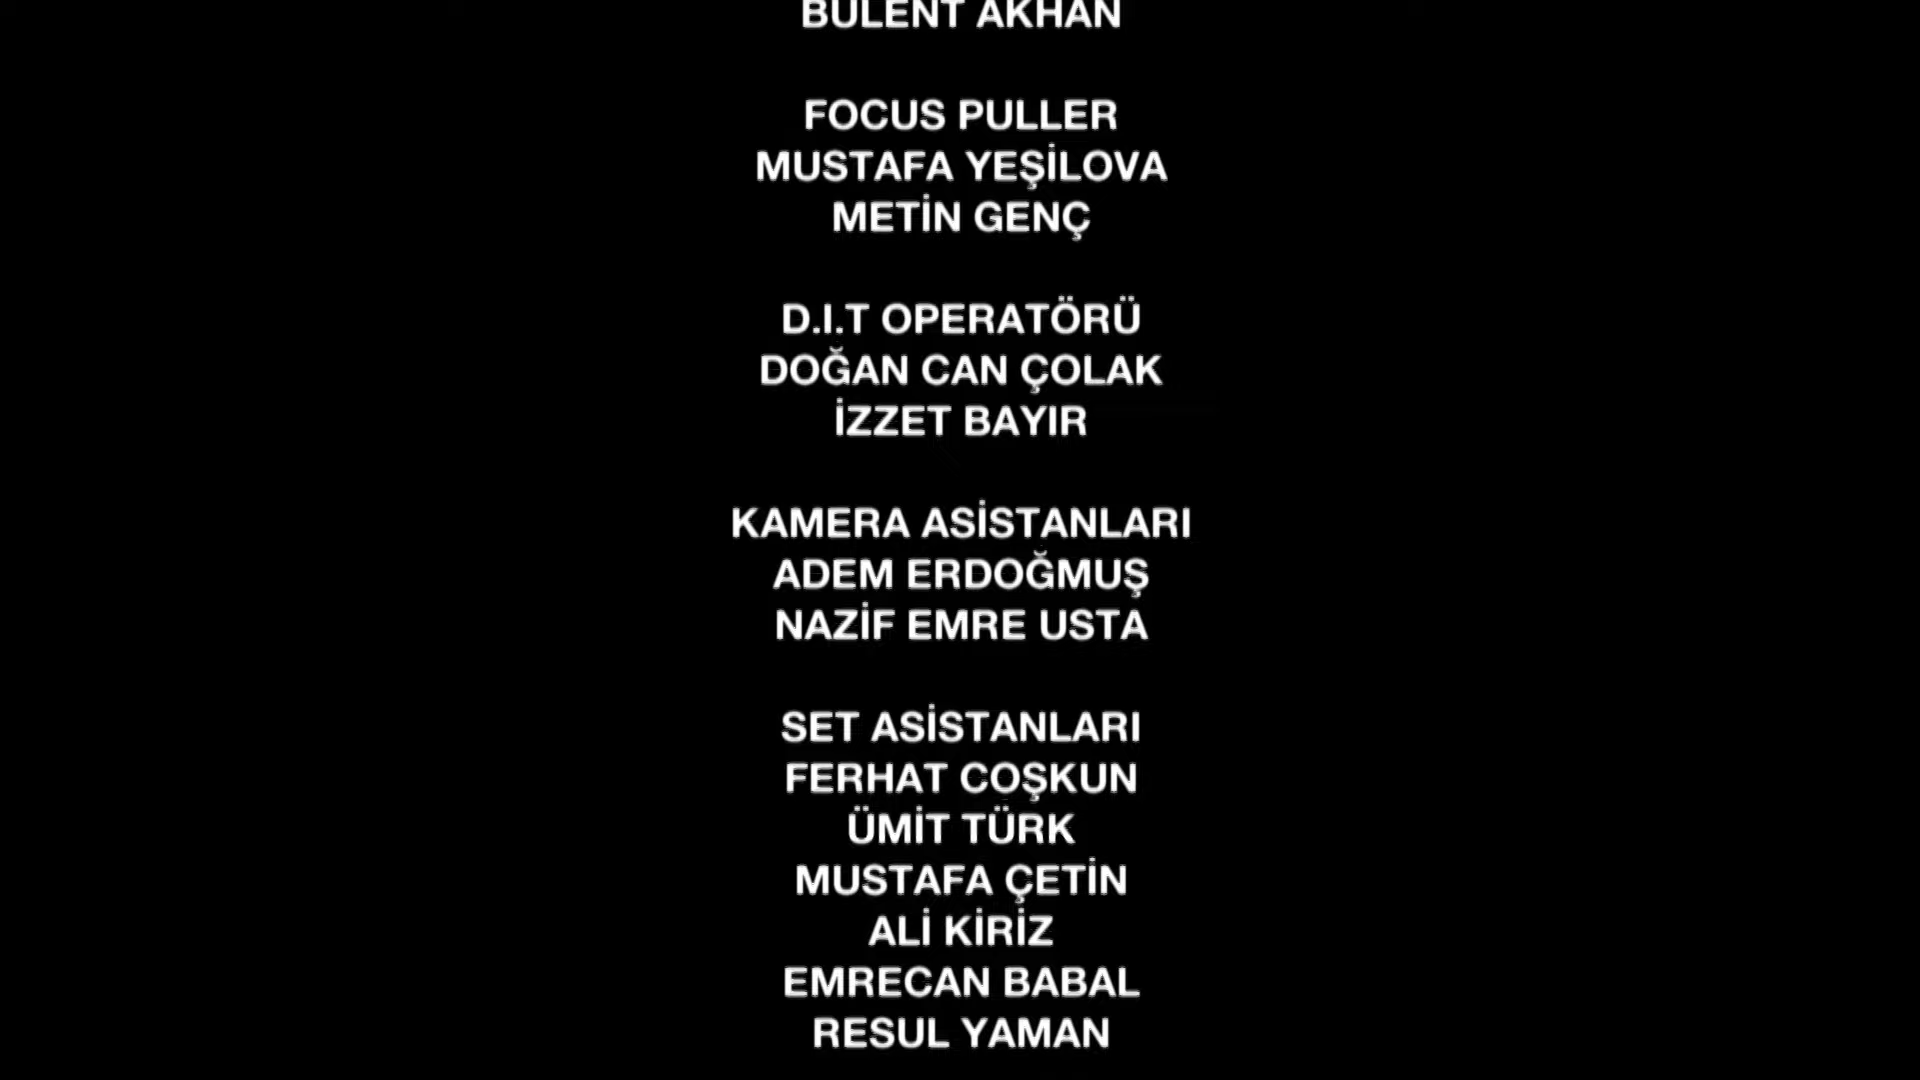 BÜLENT AKHAN
FOCUS PULLER
MUSTAFA YEŞİLOVA
METİN GENÇ
D.I.T OPERATÖRÜ
DOĞAN CAN ÇOLAK
İZZET BAYIR
KAMERA ASİSTANLARI
ADEM ERDOĞMUŞ
NAZİF EMRE USTA
SET ASİSTANLARI
FERHAT COŞKUN
ÜMİT TÜRK
MUSTAFA ÇETİN
ALİ KİRİZ
EMRECAN BABAL
RESUL YAMAN